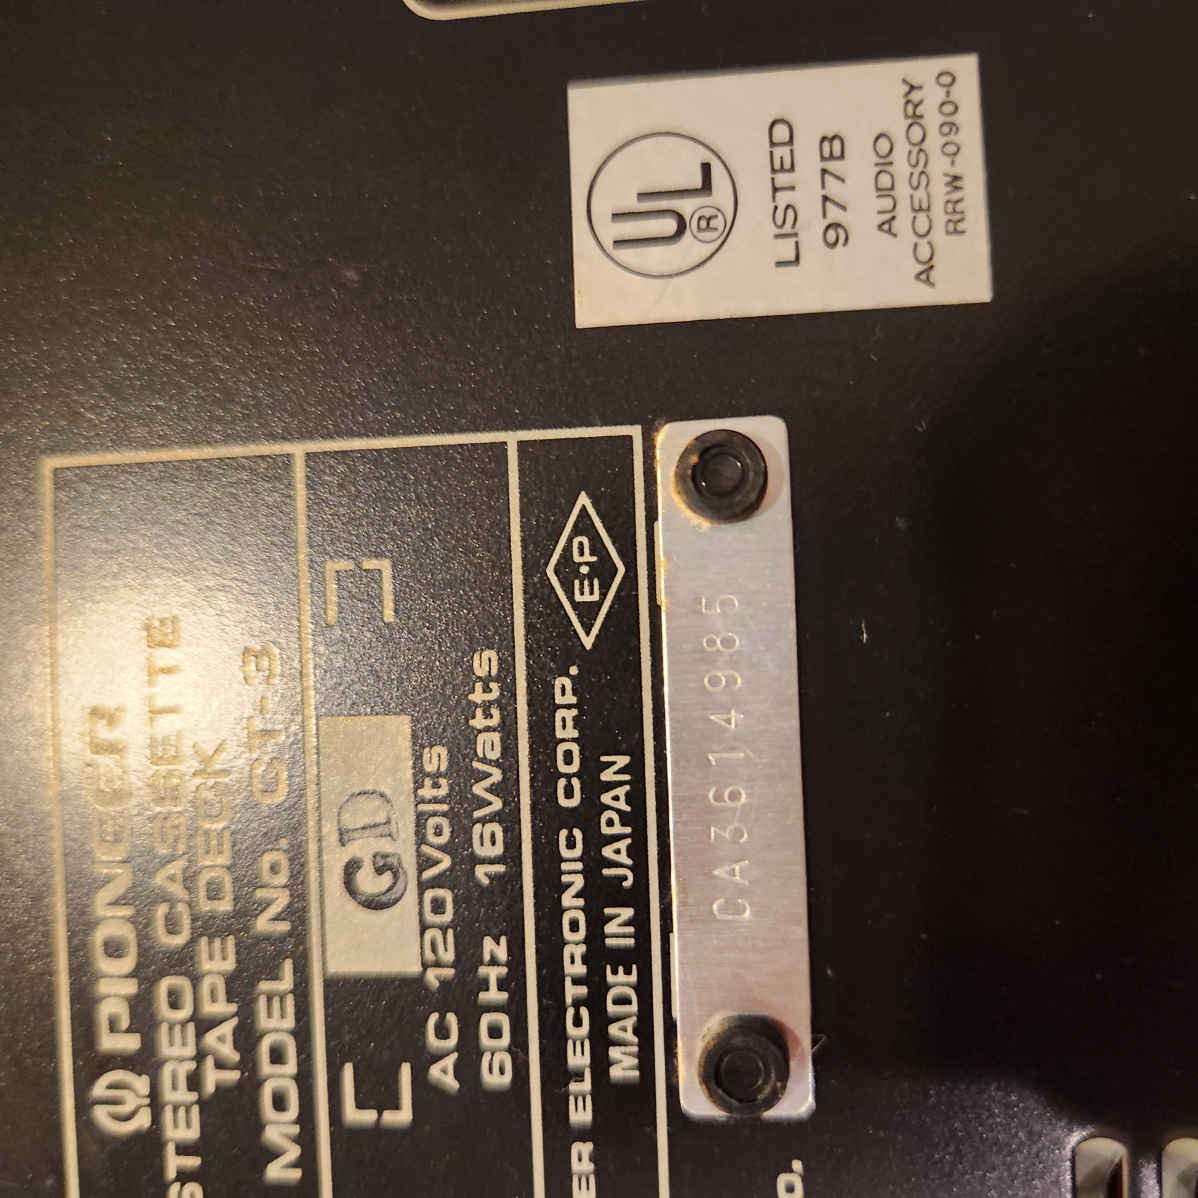 PIONEER
STEREO CASSETTE
TAPE DECK
MODEL No. CT-3
GD
AC 120Volts
60Hz 16Watts
ER ELECTRONIC CORP.
E·P
MADE IN JAPAN
CA3614985
UL
®
LISTED
977B
AUDIO
ACCESSORY
RRW-090-0